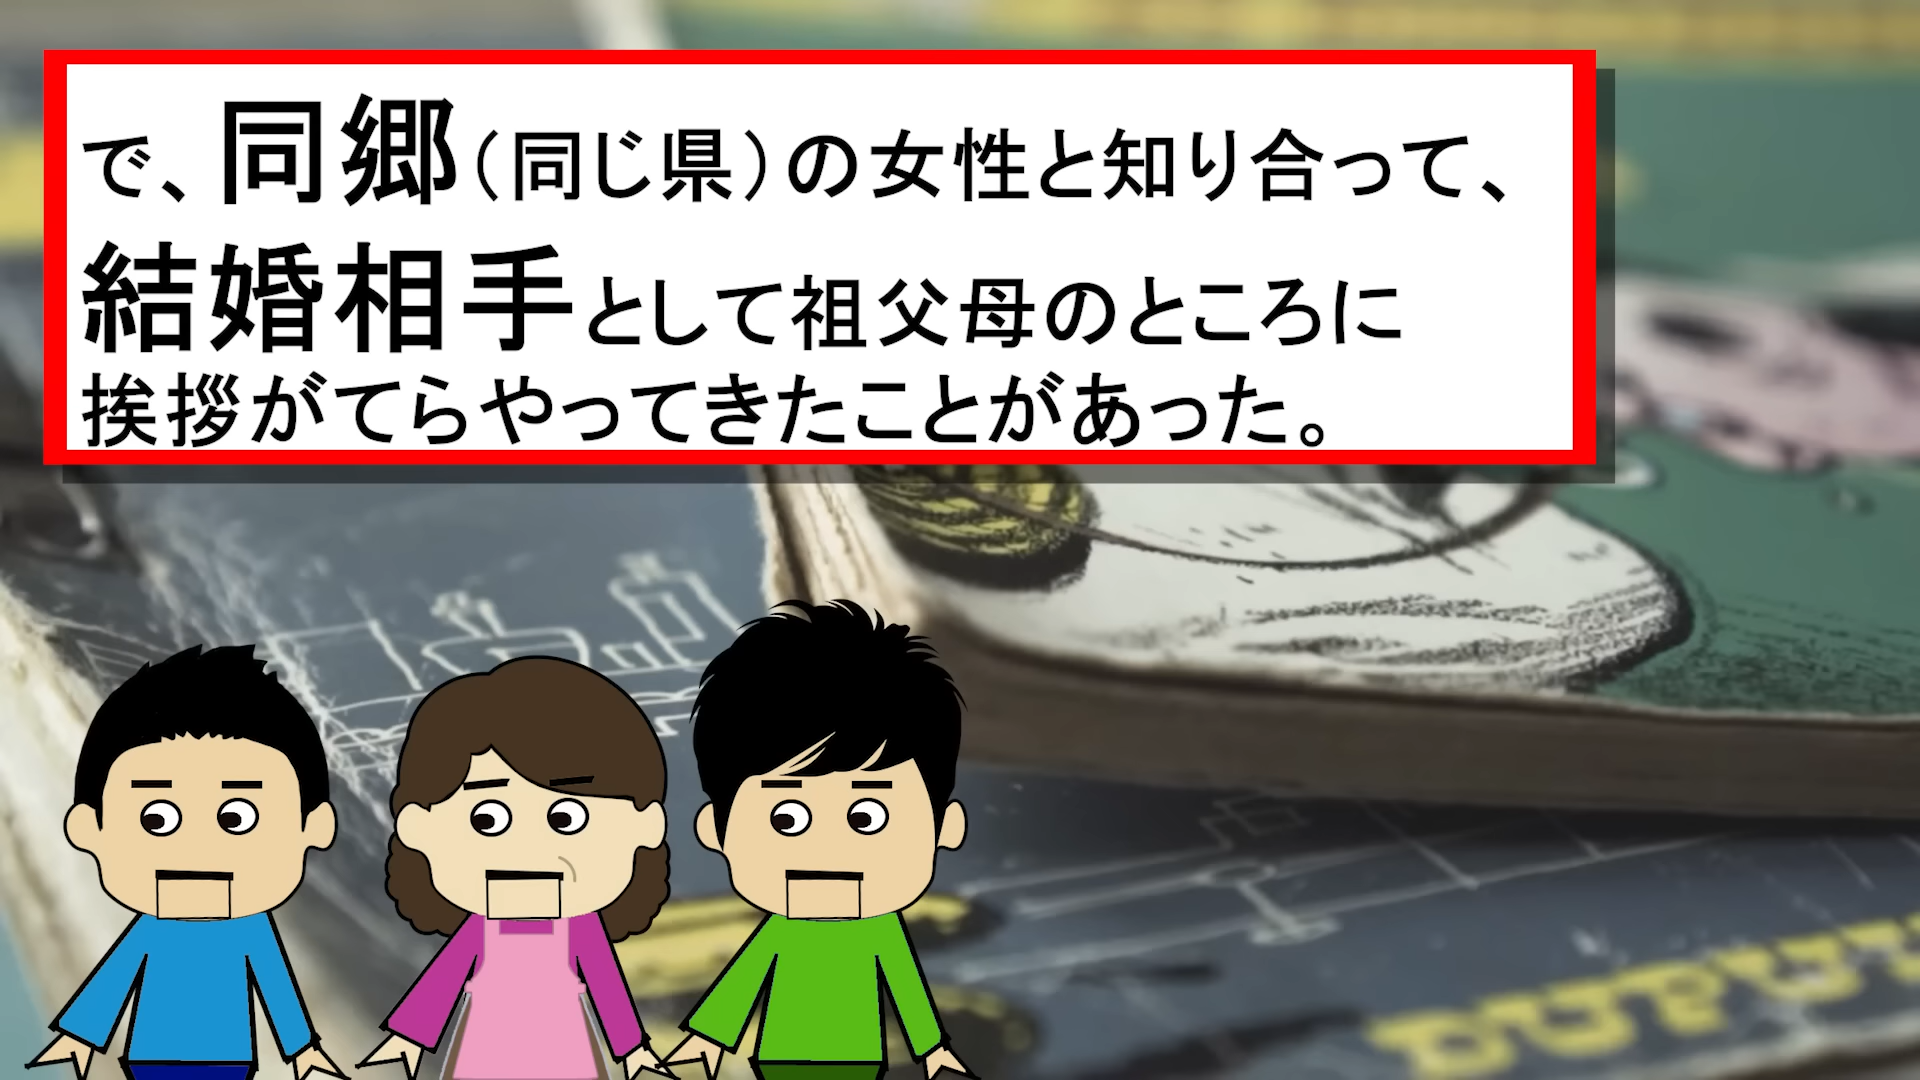 で、同郷（同じ県）の女性と知り合って、
結婚相手として祖父母のところに
挨拶がてらやってきたことがあった。
DUPUIS